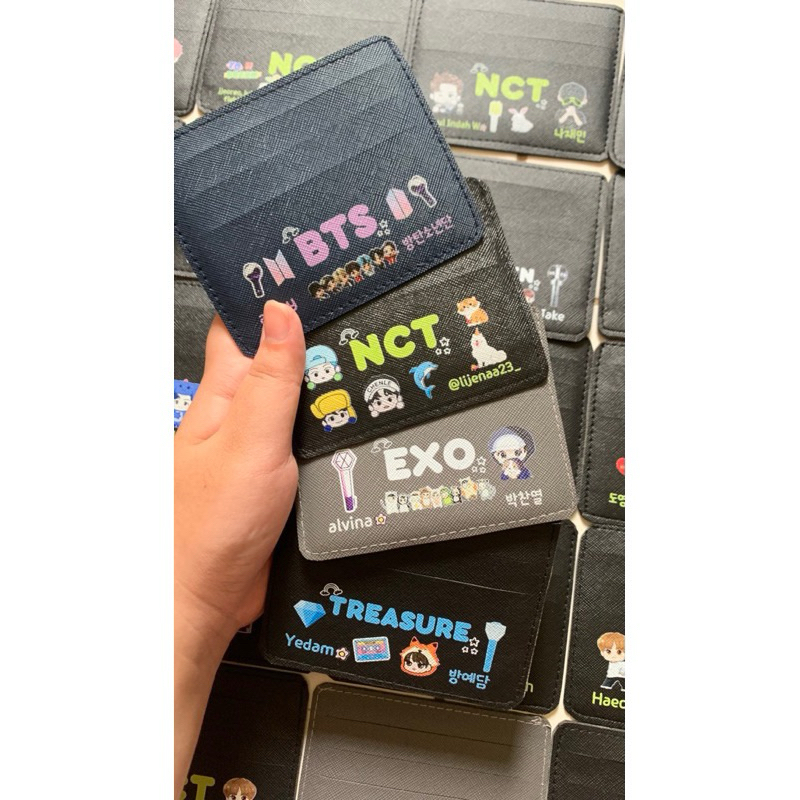 NCT
나재민
BTS
방탄소년단
Take
NCT
CHENLE
@lijenaa23_
EXO
alvina
박찬열
TREASURE
Yedam
방예담